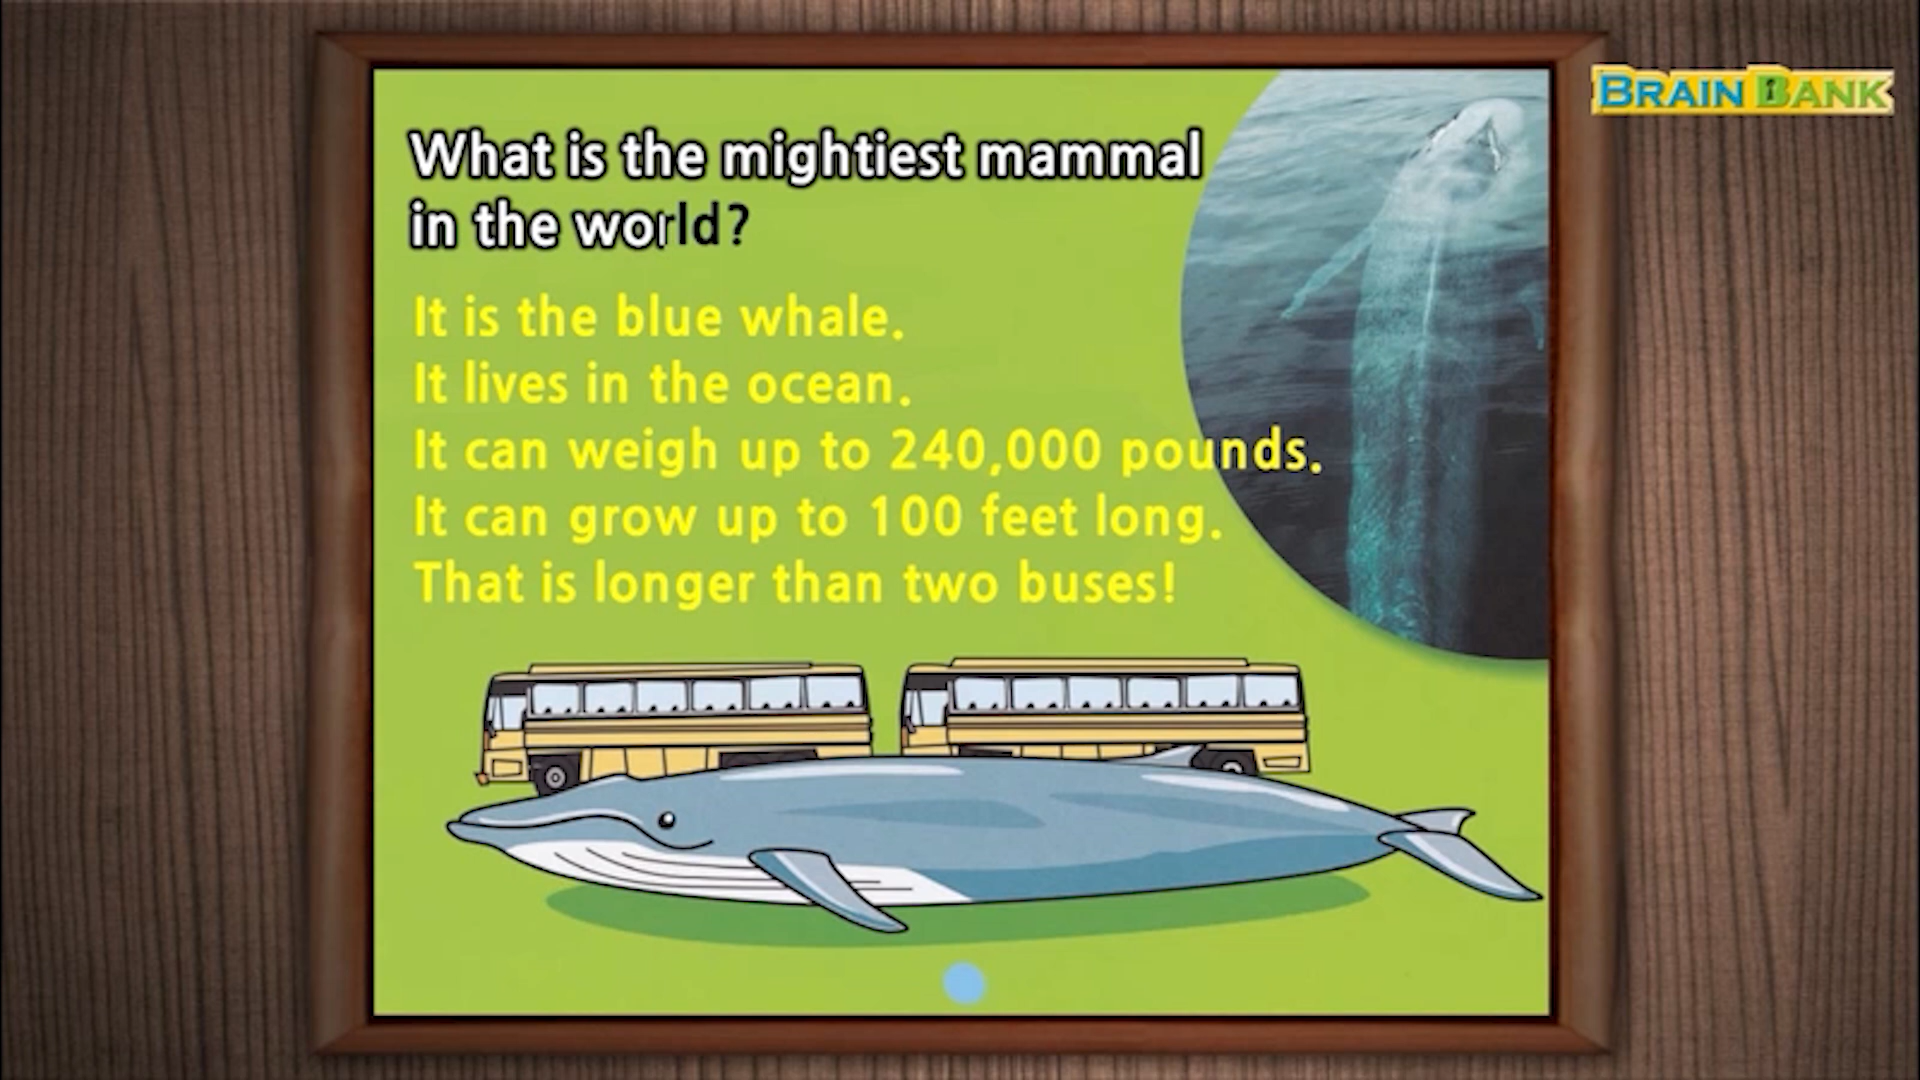 BRAIN BANK
What is the mightiest mammal
in the world?
It is the blue whale.
It lives in the ocean.
It can weigh up to 240,000 pounds.
It can grow up to 100 feet long.
That is longer than two buses!